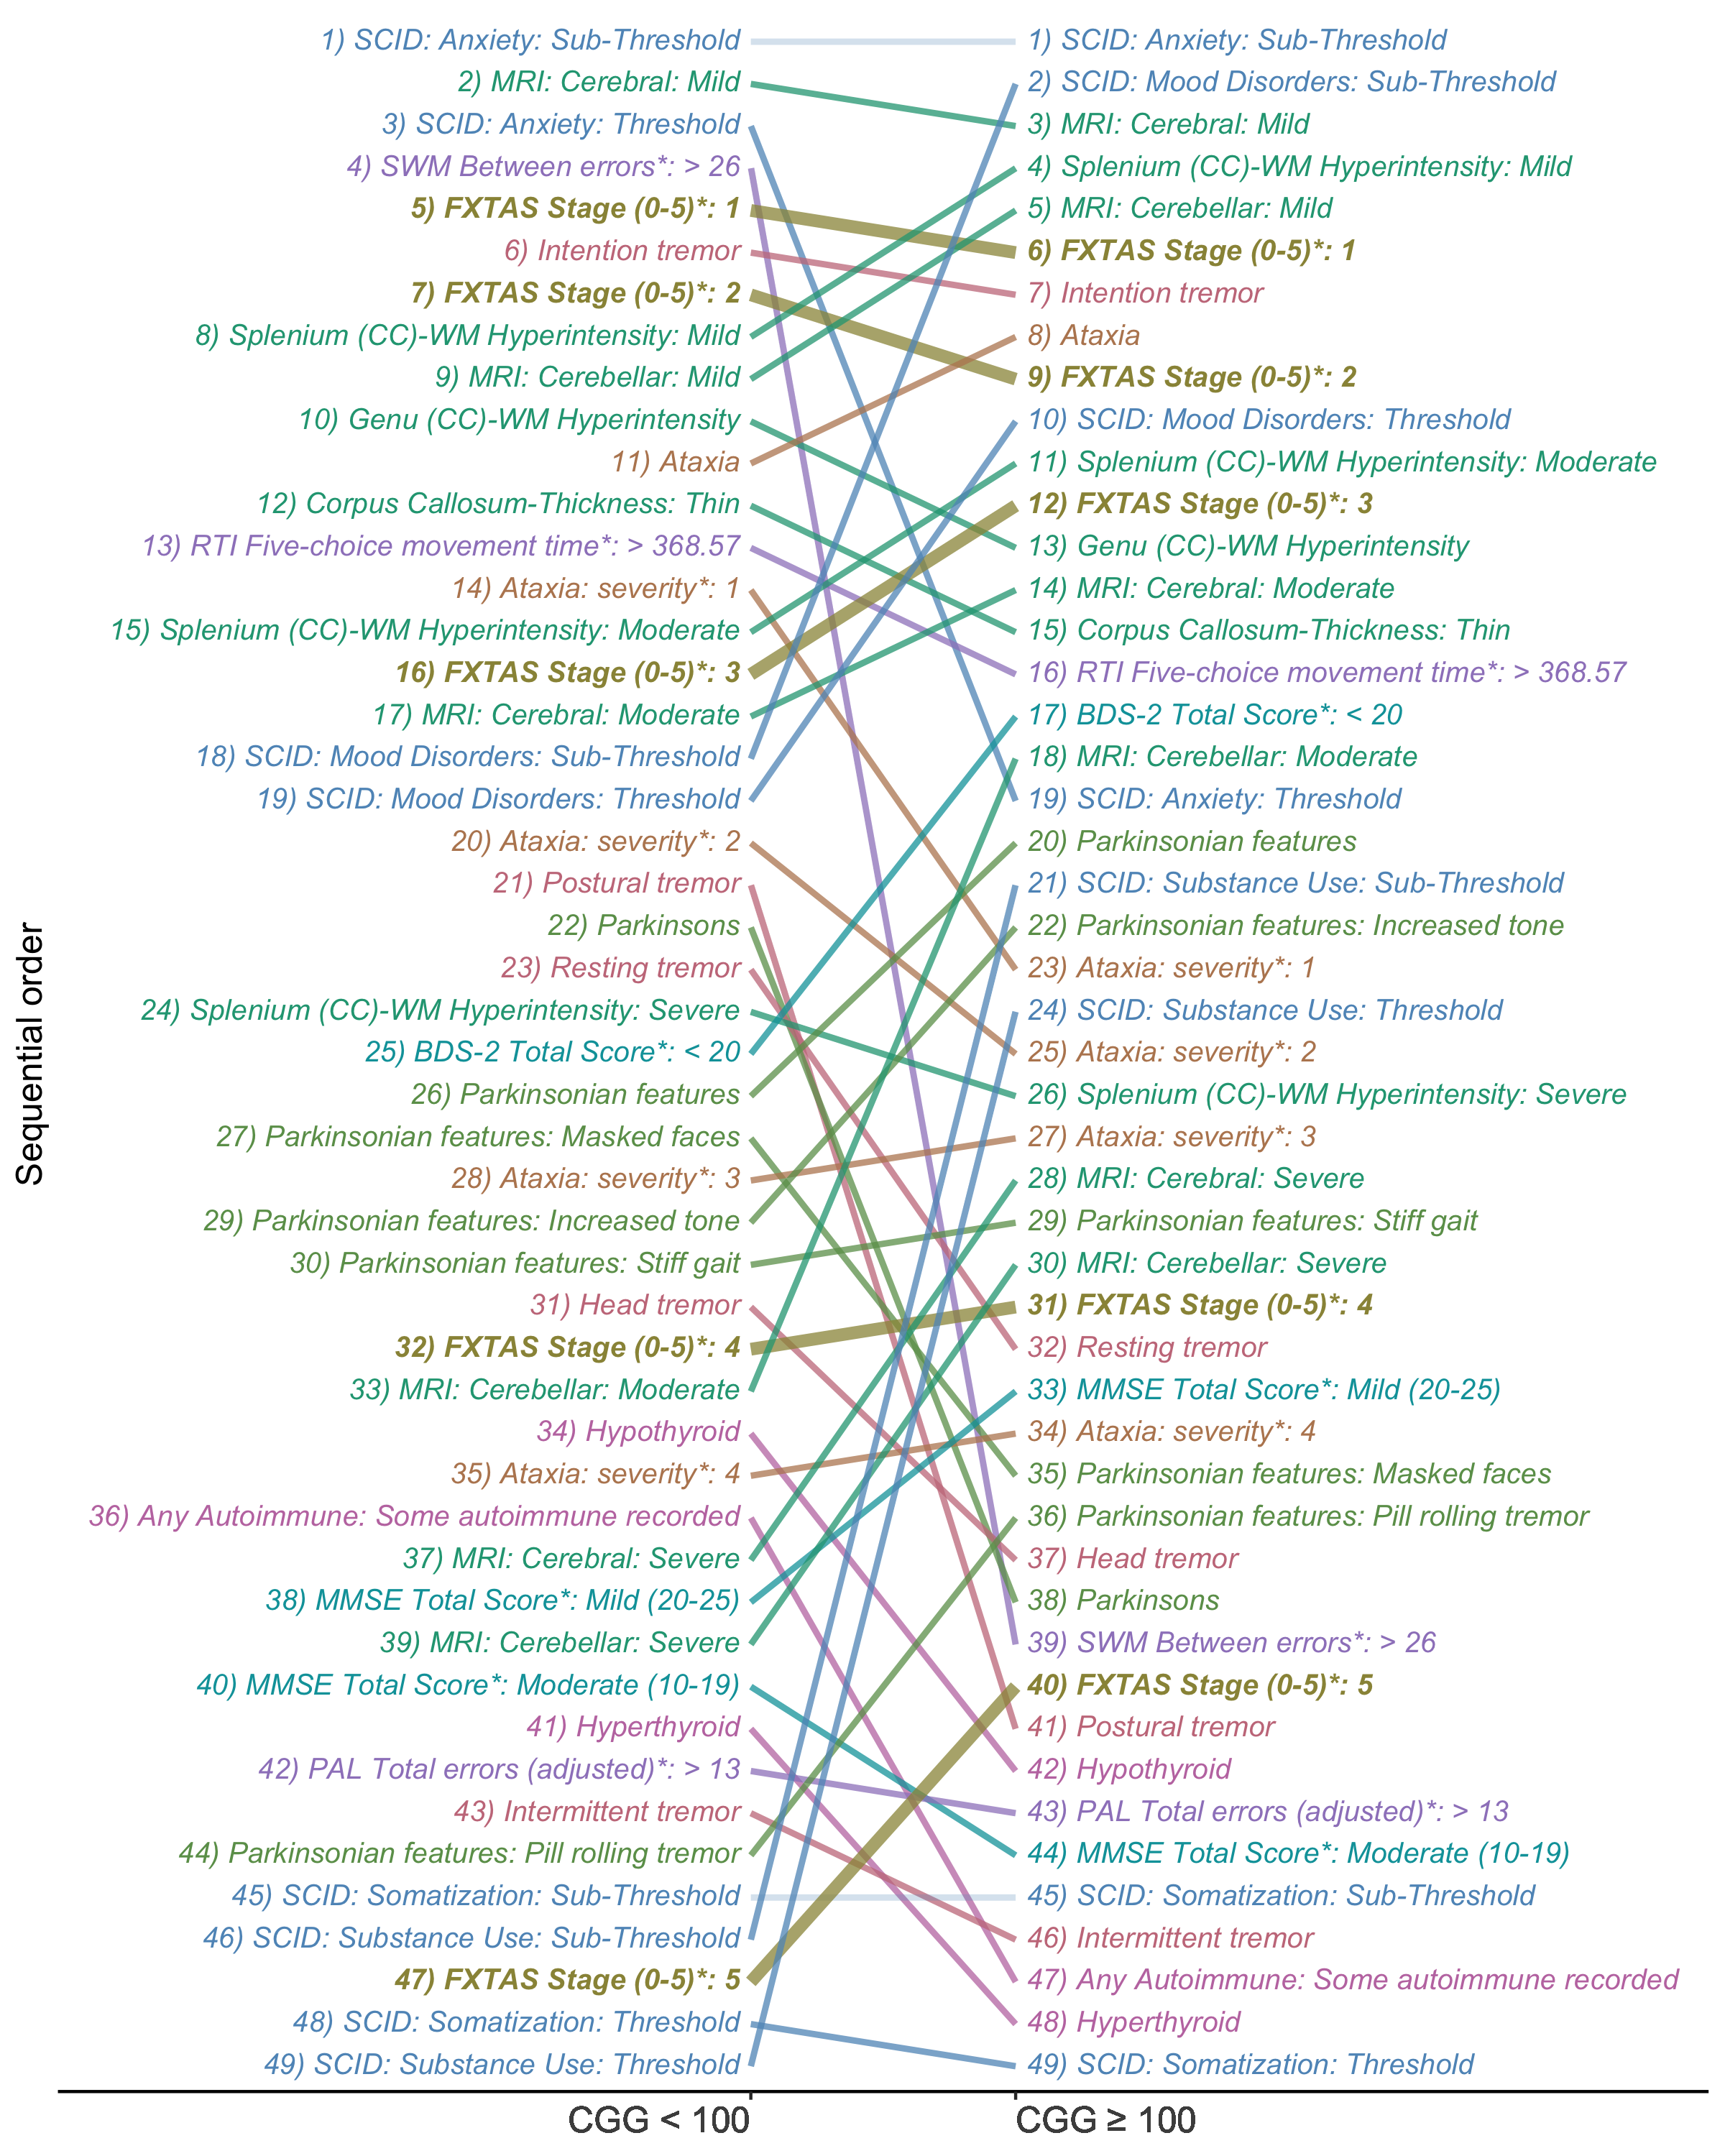 1) SCID: Anxiety: Sub-Threshold
2) MRI: Cerebral: Mild
3) SCID: Anxiety: Threshold
4) SWM Between errors*: > 26
5) FXTAS Stage (0-5)*: 1
6) Intention tremor
7) FXTAS Stage (0-5)*: 2
8) Splenium (CC)-WM Hyperintensity: Mild
9) MRI: Cerebellar: Mild
10) Genu (CC)-WM Hyperintensity
11) Ataxia
12) Corpus Callosum-Thickness: Thin
13) RTI Five-choice movement time*: > 368.57
14) Ataxia: severity*: 1
15) Splenium (CC)-WM Hyperintensity: Moderate
16) FXTAS Stage (0-5)*: 3
17) MRI: Cerebral: Moderate
18) SCID: Mood Disorders: Sub-Threshold
19) SCID: Mood Disorders: Threshold
20) Ataxia: severity*: 2
21) Postural tremor
22) Parkinsons
23) Resting tremor
24) Splenium (CC)-WM Hyperintensity: Severe
25) BDS-2 Total Score*: < 20
26) Parkinsonian features
27) Parkinsonian features: Masked faces
28) Ataxia: severity*: 3
29) Parkinsonian features: Increased tone
30) Parkinsonian features: Stiff gait
31) Head tremor
32) FXTAS Stage (0-5)*: 4
33) MRI: Cerebellar: Moderate
34) Hypothyroid
35) Ataxia: severity*: 4
36) Any Autoimmune: Some autoimmune recorded
37) MRI: Cerebral: Severe
38) MMSE Total Score*: Mild (20-25)
39) MRI: Cerebellar: Severe
40) MMSE Total Score*: Moderate (10-19)
41) Hyperthyroid
42) PAL Total errors (adjusted)*: > 13
43) Intermittent tremor
44) Parkinsonian features: Pill rolling tremor
45) SCID: Somatization: Sub-Threshold
46) SCID: Substance Use: Sub-Threshold
47) FXTAS Stage (0-5)*: 5
48) SCID: Somatization: Threshold
49) SCID: Substance Use: Threshold
1) SCID: Anxiety: Sub-Threshold
2) SCID: Mood Disorders: Sub-Threshold
3) MRI: Cerebral: Mild
4) Splenium (CC)-WM Hyperintensity: Mild
5) MRI: Cerebellar: Mild
6) FXTAS Stage (0-5)*: 1
7) Intention tremor
8) Ataxia
9) FXTAS Stage (0-5)*: 2
10) SCID: Mood Disorders: Threshold
11) Splenium (CC)-WM Hyperintensity: Moderate
12) FXTAS Stage (0-5)*: 3
13) Genu (CC)-WM Hyperintensity
14) MRI: Cerebral: Moderate
15) Corpus Callosum-Thickness: Thin
16) RTI Five-choice movement time*: > 368.57
17) BDS-2 Total Score*: < 20
18) MRI: Cerebellar: Moderate
19) SCID: Anxiety: Threshold
20) Parkinsonian features
21) SCID: Substance Use: Sub-Threshold
22) Parkinsonian features: Increased tone
23) Ataxia: severity*: 1
24) SCID: Substance Use: Threshold
25) Ataxia: severity*: 2
26) Splenium (CC)-WM Hyperintensity: Severe
27) Ataxia: severity*: 3
28) MRI: Cerebral: Severe
29) Parkinsonian features: Stiff gait
30) MRI: Cerebellar: Severe
31) FXTAS Stage (0-5)*: 4
32) Resting tremor
33) MMSE Total Score*: Mild (20-25)
34) Ataxia: severity*: 4
35) Parkinsonian features: Masked faces
36) Parkinsonian features: Pill rolling tremor
37) Head tremor
38) Parkinsons
39) SWM Between errors*: > 26
40) FXTAS Stage (0-5)*: 5
41) Postural tremor
42) Hypothyroid
43) PAL Total errors (adjusted)*: > 13
44) MMSE Total Score*: Moderate (10-19)
45) SCID: Somatization: Sub-Threshold
46) Intermittent tremor
47) Any Autoimmune: Some autoimmune recorded
48) Hyperthyroid
49) SCID: Somatization: Threshold
Sequential order
CGG < 100
CGG ≥ 100